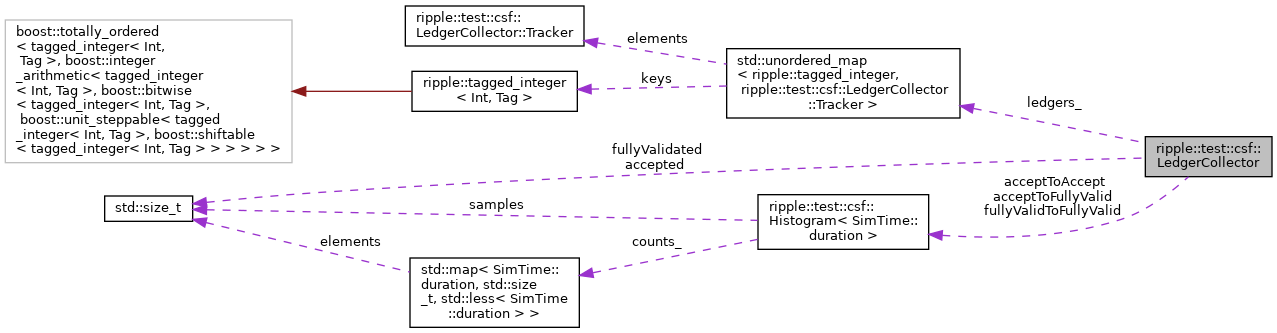 boost::totally_ordered
< tagged_integer< Int,
Tag >, boost::integer
_arithmetic< tagged_integer
< Int, Tag >, boost::bitwise
< tagged_integer< Int, Tag >,
boost::unit_steppable< tagged
_integer< Int, Tag >, boost::shiftable
< tagged_integer< Int, Tag > > > > > >
ripple::test::csf::
LedgerCollector::Tracker
ripple::tagged_integer
< Int, Tag >
elements
keys
std::unordered_map
< ripple::tagged_integer,
ripple::test::csf::LedgerCollector
::Tracker >
ledgers_
ripple::test::csf::
LedgerCollector
fullyValidated
accepted
acceptToAccept
acceptToFullyValid
fullyValidToFullyValid
std::size_t
samples
ripple::test::csf::
Histogram< SimTime::
duration >
elements
counts_
std::map< SimTime::
duration, std::size
_t, std::less< SimTime
::duration > >